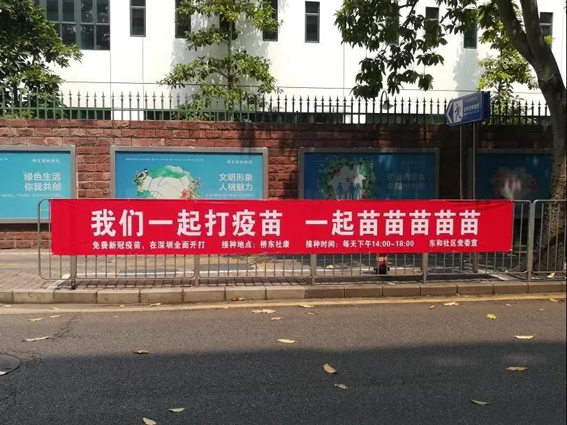 我们一起打疫苗 一起苗苗苗苗苗
免费新冠疫苗，在深圳全面开打 接种地点：桥东社康 接种时间：每天下午14:00-18:00 东和社区党委宣
绿色生活
你我共创
文明形象
人格魅力